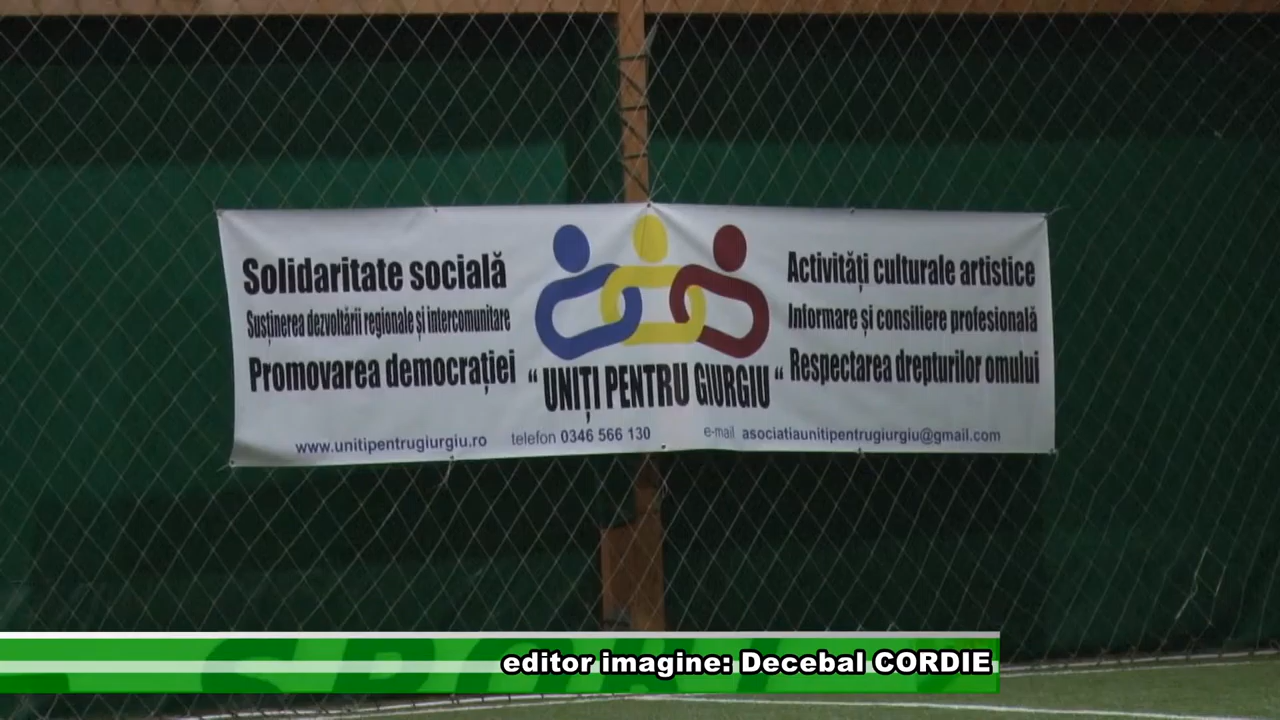 Solidaritate socială
Susținerea dezvoltării regionale și intercomunitare
Promovarea democrației
“ UNIȚI PENTRU GIURGIU “
Activități culturale artistice
Informare și consiliere profesională
Respectarea drepturilor omului
www.unitipentrugiurgiu.ro telefon 0346 566 130 e-mail asociatiaunitipentrugiurgiu@gmail.com
SPORT
editor imagine: Decebal CORDIE